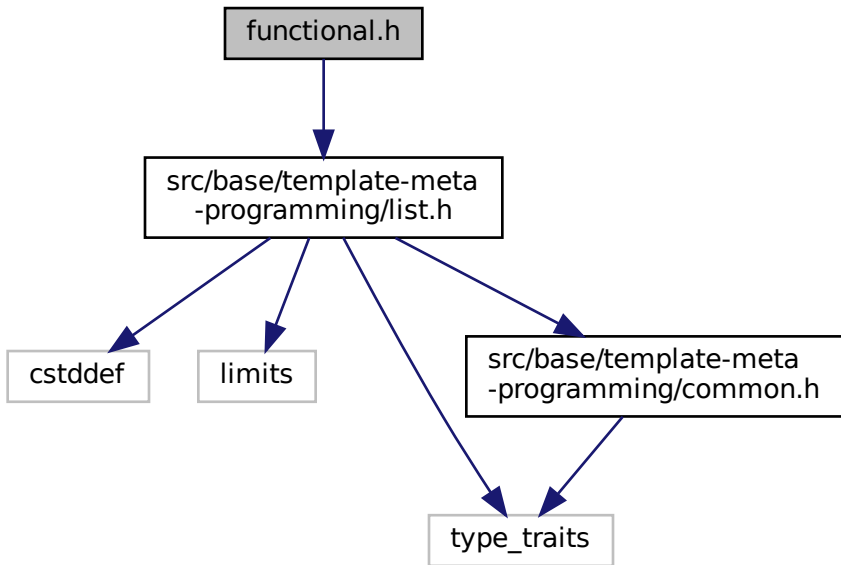 functional.h
src/base/template-meta
-programming/list.h
cstddef
limits
src/base/template-meta
-programming/common.h
type_traits